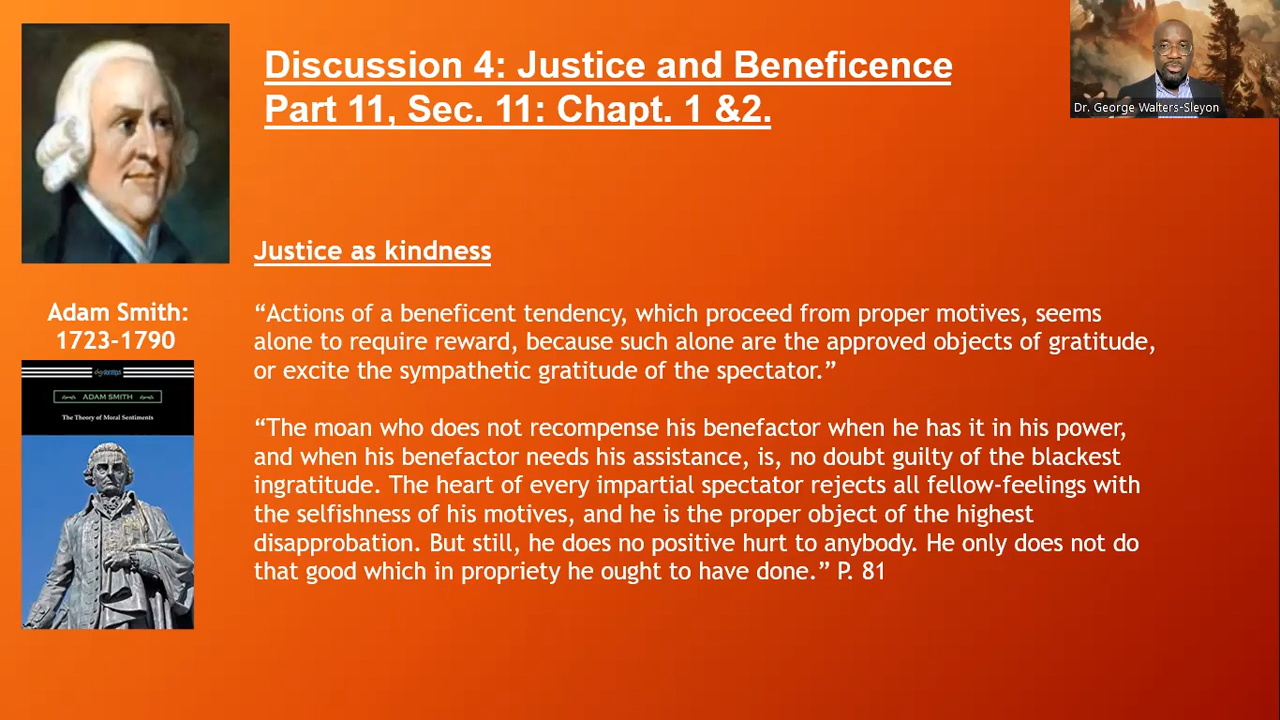 Discussion 4: Justice and Beneficence
Part 11, Sec. 11: Chapt. 1 &2.
Dr. George Walters-Sleyon
Justice as kindness
“Actions of a beneficent tendency, which proceed from proper motives, seems
alone to require reward, because such alone are the approved objects of gratitude,
or excite the sympathetic gratitude of the spectator.”
“The moan who does not recompense his benefactor when he has it in his power,
and when his benefactor needs his assistance, is, no doubt guilty of the blackest
ingratitude. The heart of every impartial spectator rejects all fellow-feelings with
the selfishness of his motives, and he is the proper object of the highest
disapprobation. But still, he does no positive hurt to anybody. He only does not do
that good which in propriety he ought to have done.” P. 81
Adam Smith:
1723-1790
ADAM SMITH
The Theory of Moral Sentiments